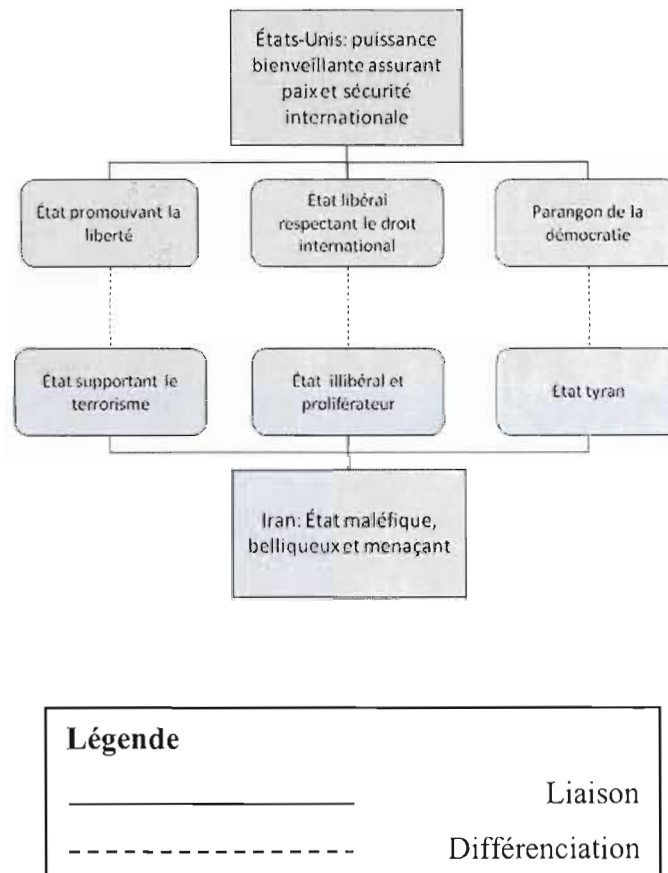 États-Unis: puissance
bienveillante assurant
paix et sécurité
internationale
État promouvant la
liberté
État libéral
respectant le droit
international
Parangon de la
démocratie
État supportant le
terrorisme
État illibéral et
proliférateur
Etat tyran
Iran: État maléfique,
belliqueux et menaçant
Légende
Liaison
Différenciation